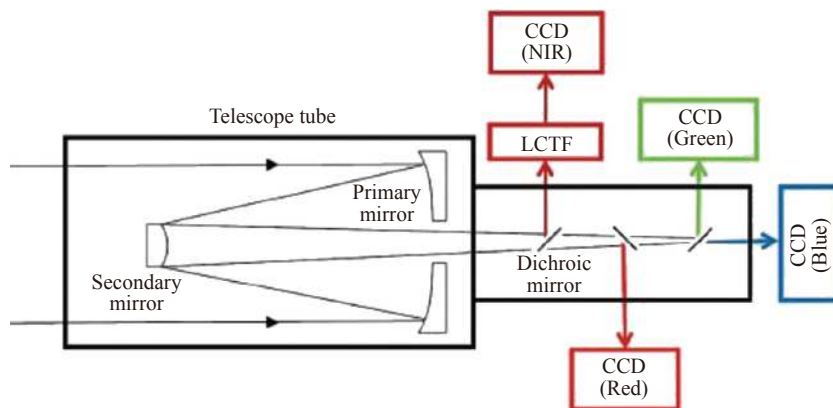 CCD
(NIR)
Telescope tube
LCTF
CCD
(Green)
Primary
mirror
Secondary
mirror
Dichroic
mirror
CCD
(Blue)
CCD
(Red)